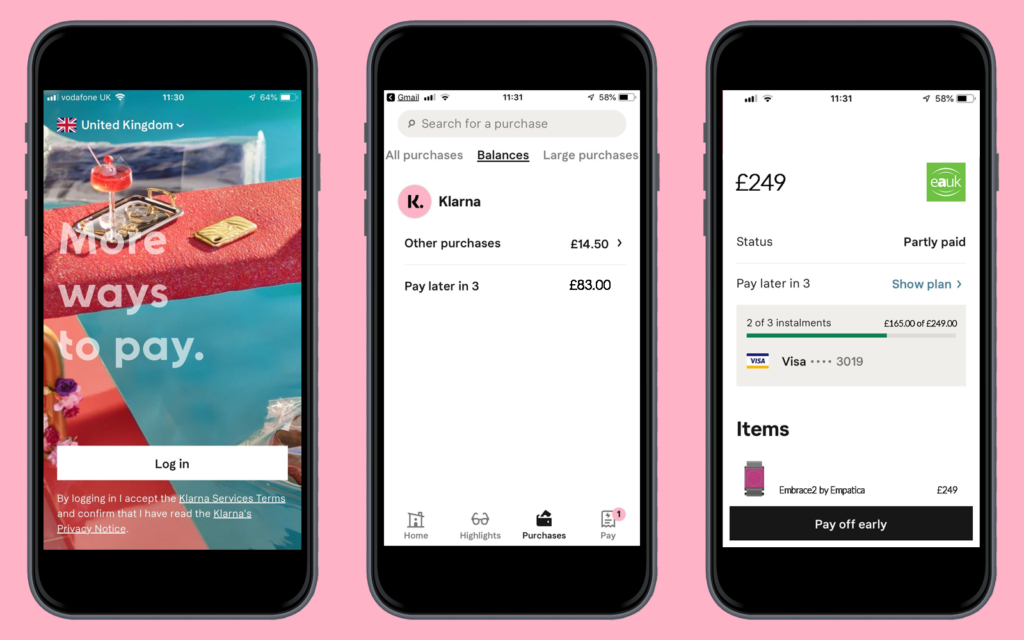 vodafone UK 11:30 64%
United Kingdom
More
ways
to pay.
Log in
By logging in I accept the Klarna Services Terms
and confirm that I have read the Klarna's
Privacy Notice.
Gmail 11:31 58%
Search for a purchase
All purchases Balances Large purchases
K. Klarna
Other purchases £14.50
Pay later in 3 £83.00
Home Highlights Purchases Pay 1
11:31 58%
£249 eauk
Status Partly paid
Pay later in 3 Show plan
2 of 3 instalments £165.00 of £249.00
VISA Visa •••• 3019
Items
Embrace2 by Empatica £249
Pay off early